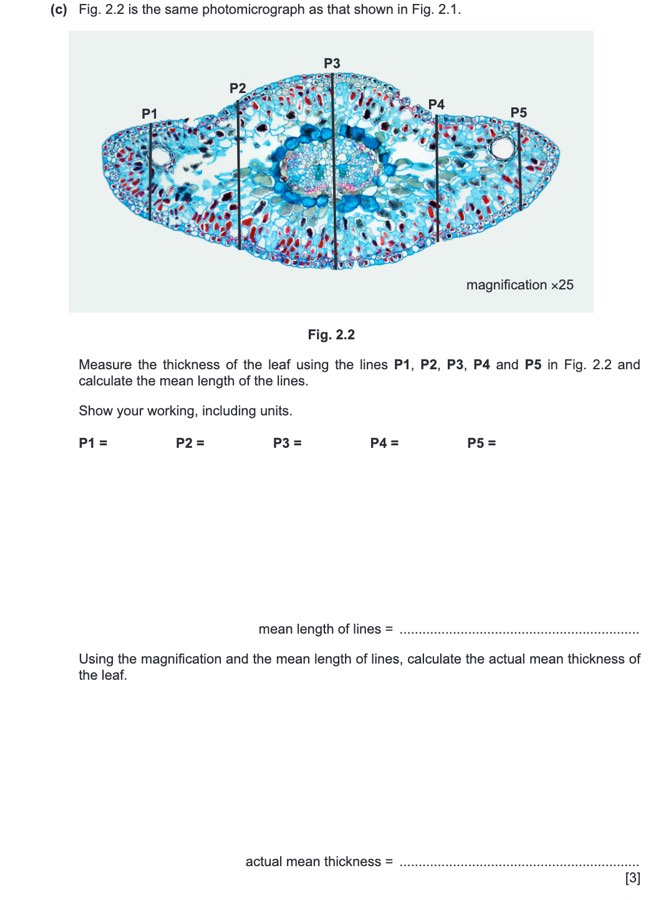 (c) Fig. 2.2 is the same photomicrograph as that shown in Fig. 2.1.
P3
P2
P4
P1
P5
magnification ×25
Fig. 2.2
Measure the thickness of the leaf using the lines P1, P2, P3, P4 and P5 in Fig. 2.2 and
calculate the mean length of the lines.
Show your working, including units.
P1 = P2 = P3 = P4 = P5 =
mean length of lines = ................................................................
Using the magnification and the mean length of lines, calculate the actual mean thickness of
the leaf.
actual mean thickness = ................................................................
[3]